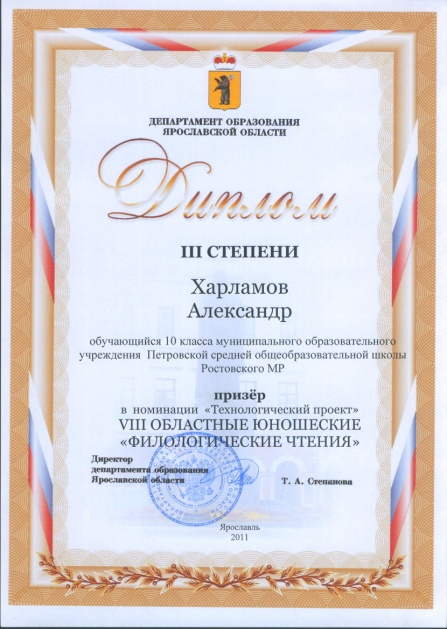 ДЕПАРТАМЕНТ ОБРАЗОВАНИЯ
ЯРОСЛАВСКОЙ ОБЛАСТИ
Диплом
III СТЕПЕНИ
Харламов
Александр
обучающийся 10 класса муниципального образовательного
учреждения Петровской средней общеобразовательной школы
Ростовского МР
призёр
в номинации «Технологический проект»
VIII ОБЛАСТНЫЕ ЮНОШЕСКИЕ
«ФИЛОЛОГИЧЕСКИЕ ЧТЕНИЯ»
Директор
департамента образования
Ярославской области
Т. А. Степанова
Ярославль
2011